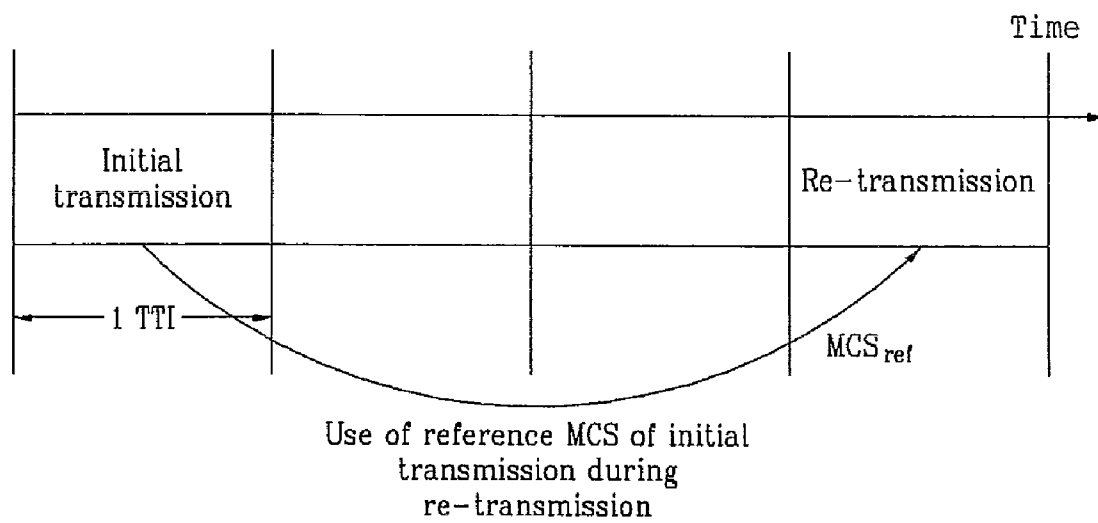 Time
Initial
transmission
Re-transmission
1 TTI
MCSref
Use of reference MCS of initial
transmission during
re-transmission